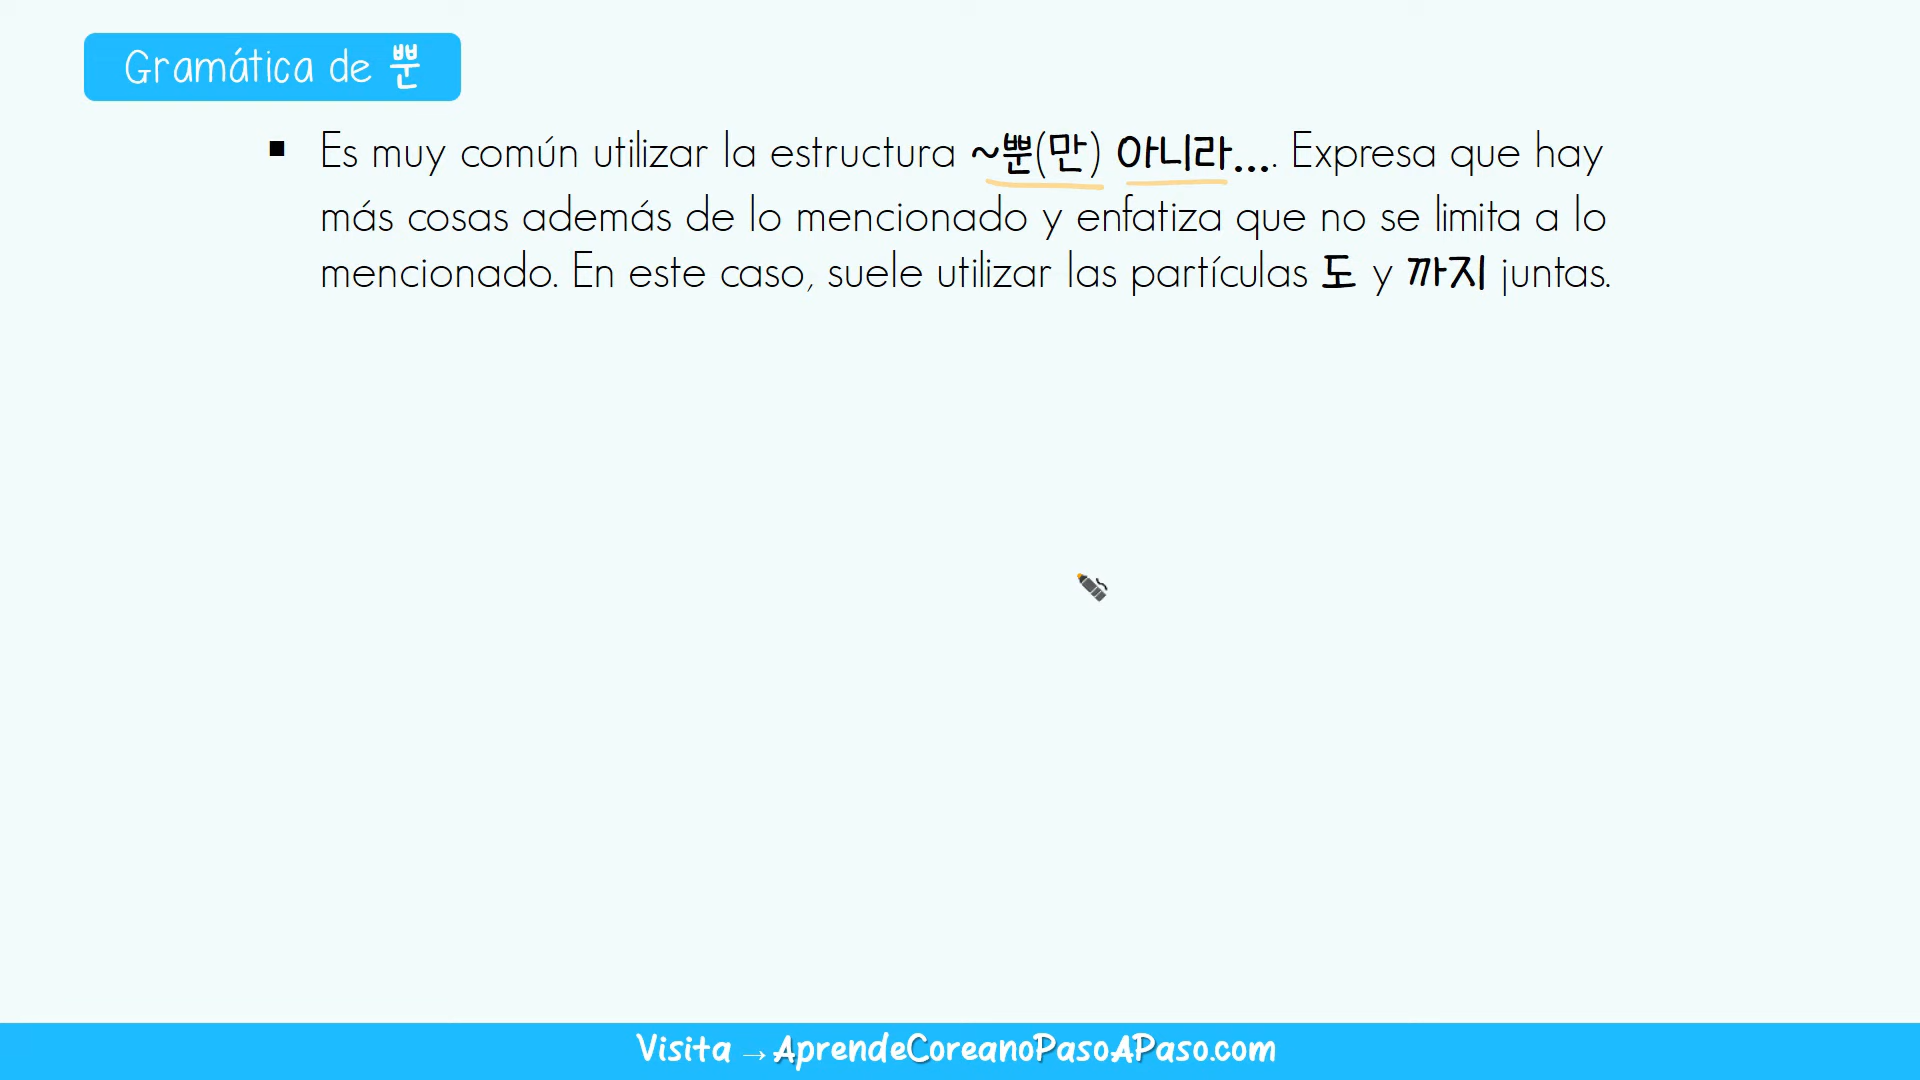 Gramática de 뿐
▪ Es muy común utilizar la estructura ~뿐(만) 아니라.... Expresa que hay
más cosas además de lo mencionado y enfatiza que no se limita a lo
mencionado. En este caso, suele utilizar las partículas 도 y 까지 juntas.
Visita →AprendeCoreanoPasoAPaso.com